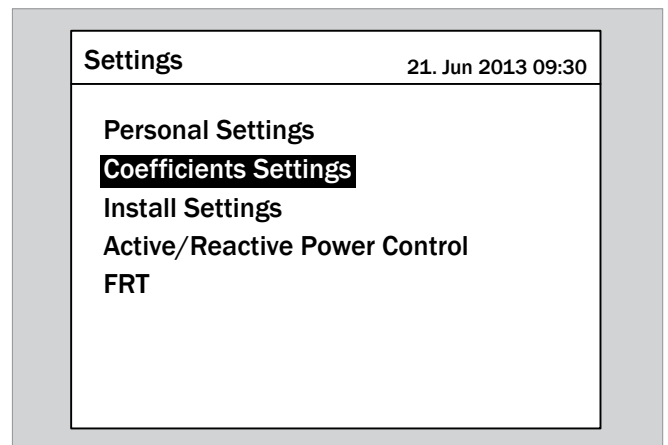 Settings 21. Jun 2013 09:30
Personal Settings
Coefficients Settings
Install Settings
Active/Reactive Power Control
FRT